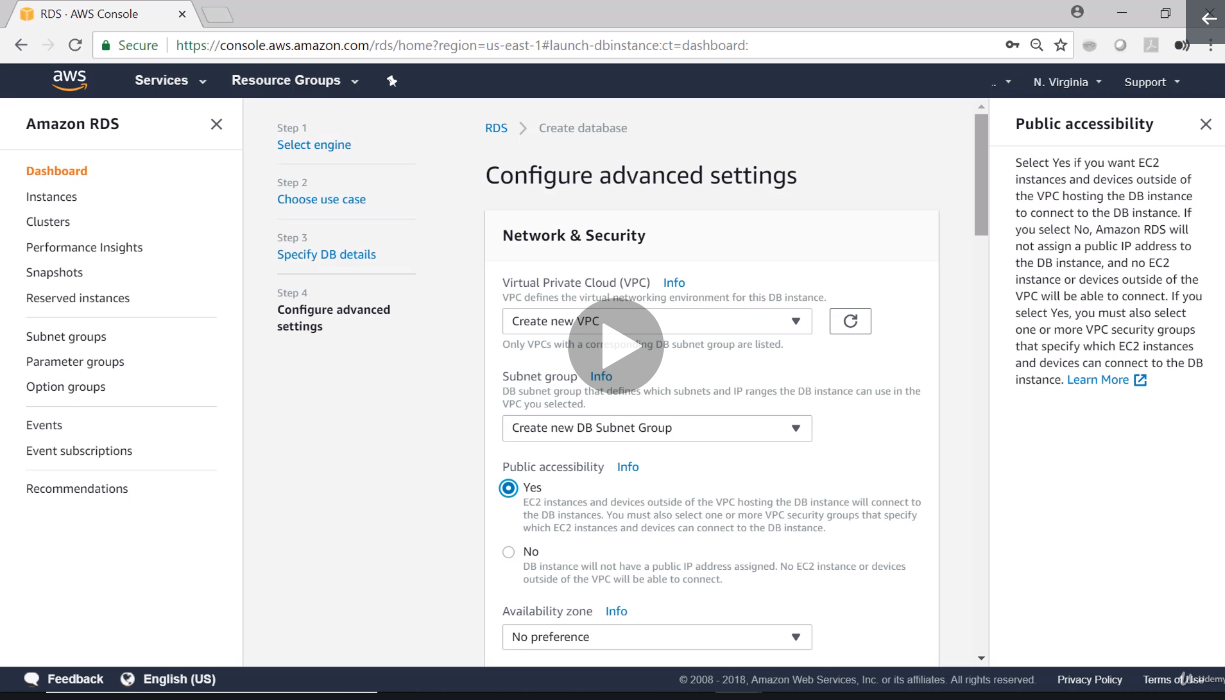 RDS · AWS Console
Secure
https://console.aws.amazon.com/rds/home?region=us-east-1#launch-dbinstance:ct=dashboard:
aws
Services
Resource Groups
..
N. Virginia
Support
Amazon RDS
Dashboard
Instances
Clusters
Performance Insights
Snapshots
Reserved instances
Subnet groups
Parameter groups
Option groups
Events
Event subscriptions
Recommendations
Step 1
Select engine
Step 2
Choose use case
Step 3
Specify DB details
Step 4
Configure advanced
settings
RDS
Create database
Configure advanced settings
Network & Security
Virtual Private Cloud (VPC) Info
VPC defines the virtual networking environment for this DB instance.
Create new VPC
Only VPCs with a corresponding DB subnet group are listed.
Subnet group Info
DB subnet group that defines which subnets and IP ranges the DB instance can use in the
VPC you selected.
Create new DB Subnet Group
Public accessibility Info
Yes
EC2 instances and devices outside of the VPC hosting the DB instance will connect to
the DB instances. You must also select one or more VPC security groups that specify
which EC2 instances and devices can connect to the DB instance.
No
DB instance will not have a public IP address assigned. No EC2 instance or devices
outside of the VPC will be able to connect.
Availability zone Info
No preference
Public accessibility
Select Yes if you want EC2
instances and devices outside of
the VPC hosting the DB instance
to connect to the DB instance. If
you select No, Amazon RDS will
not assign a public IP address to
the DB instance, and no EC2
instance or devices outside of the
VPC will be able to connect. If you
select Yes, you must also select
one or more VPC security groups
that specify which EC2 instances
and devices can connect to the DB
instance. Learn More
Feedback
English (US)
© 2008 - 2018, Amazon Web Services, Inc. or its affiliates. All rights reserved.
Privacy Policy
Terms of Use
Udemy